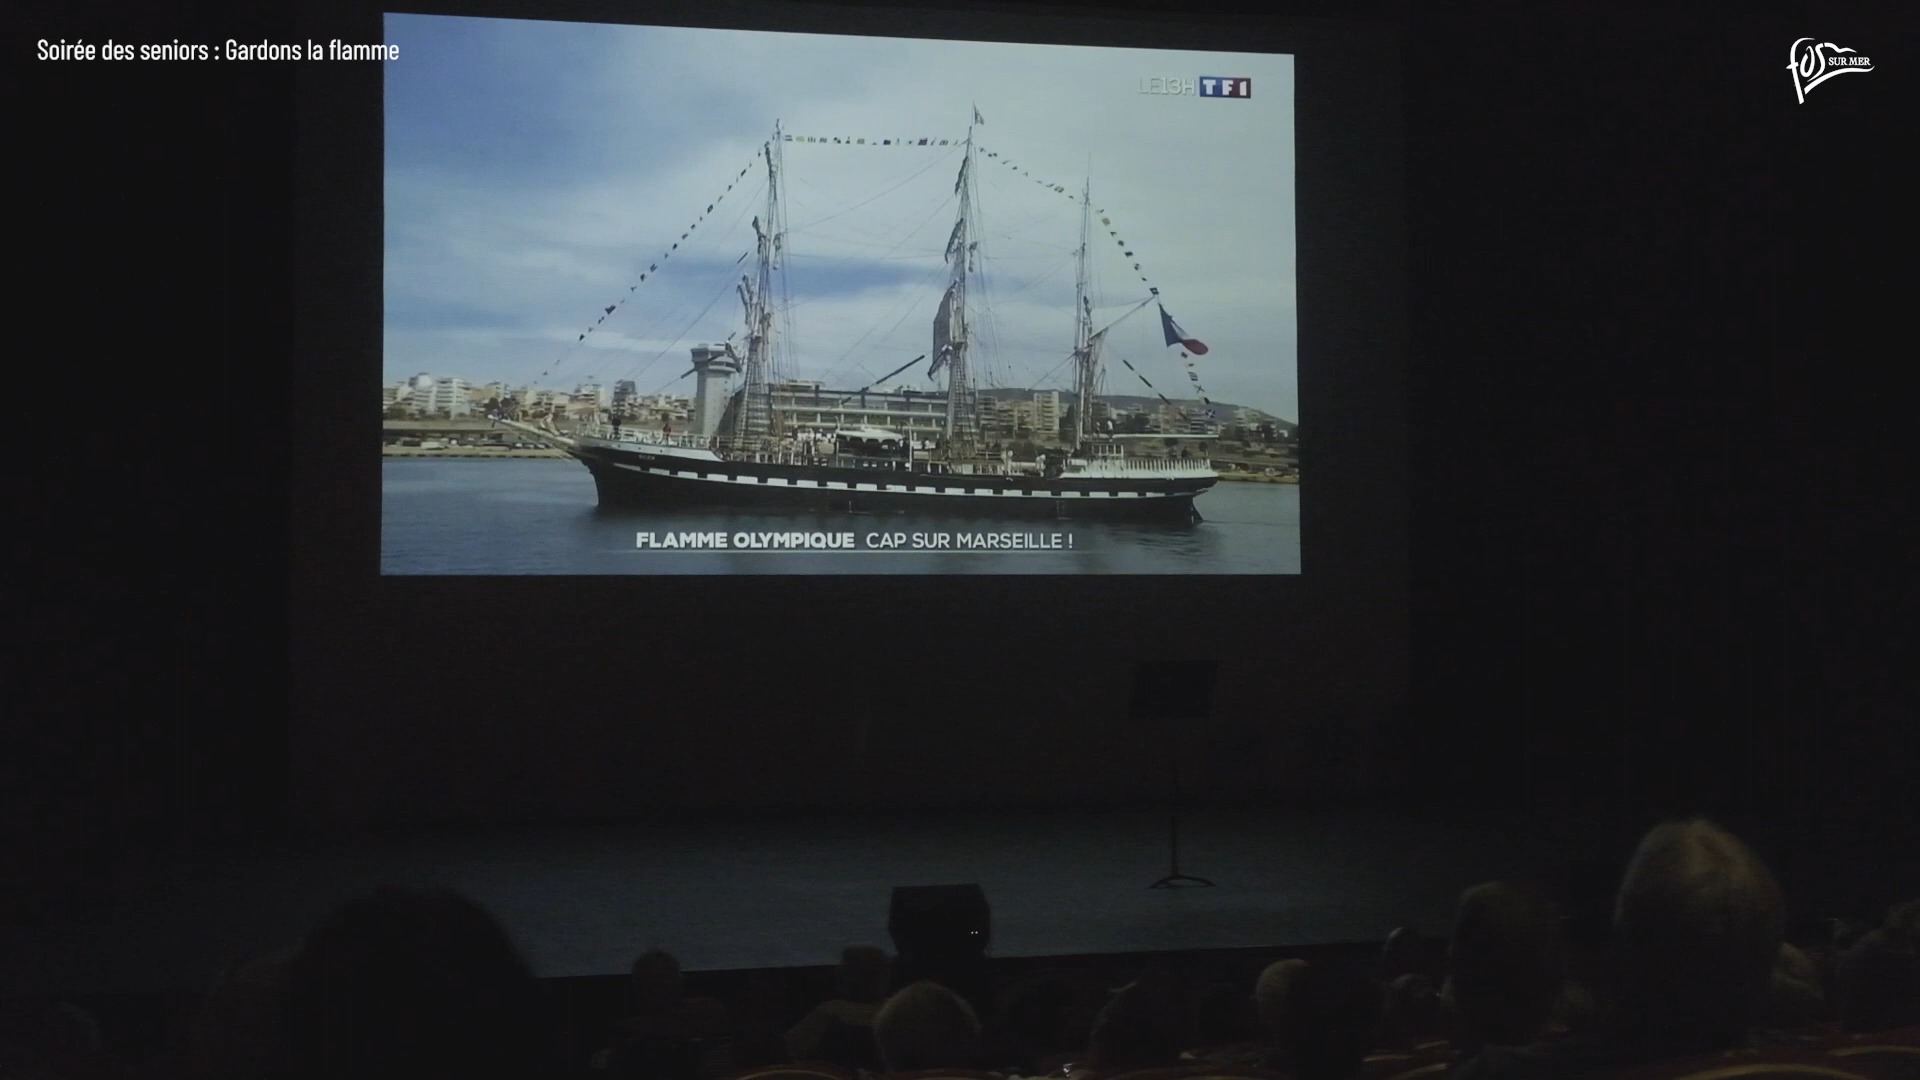 Soirée des seniors : Gardons la flamme
fos SUR MER
LE13H TF1
FLAMME OLYMPIQUE CAP SUR MARSEILLE !